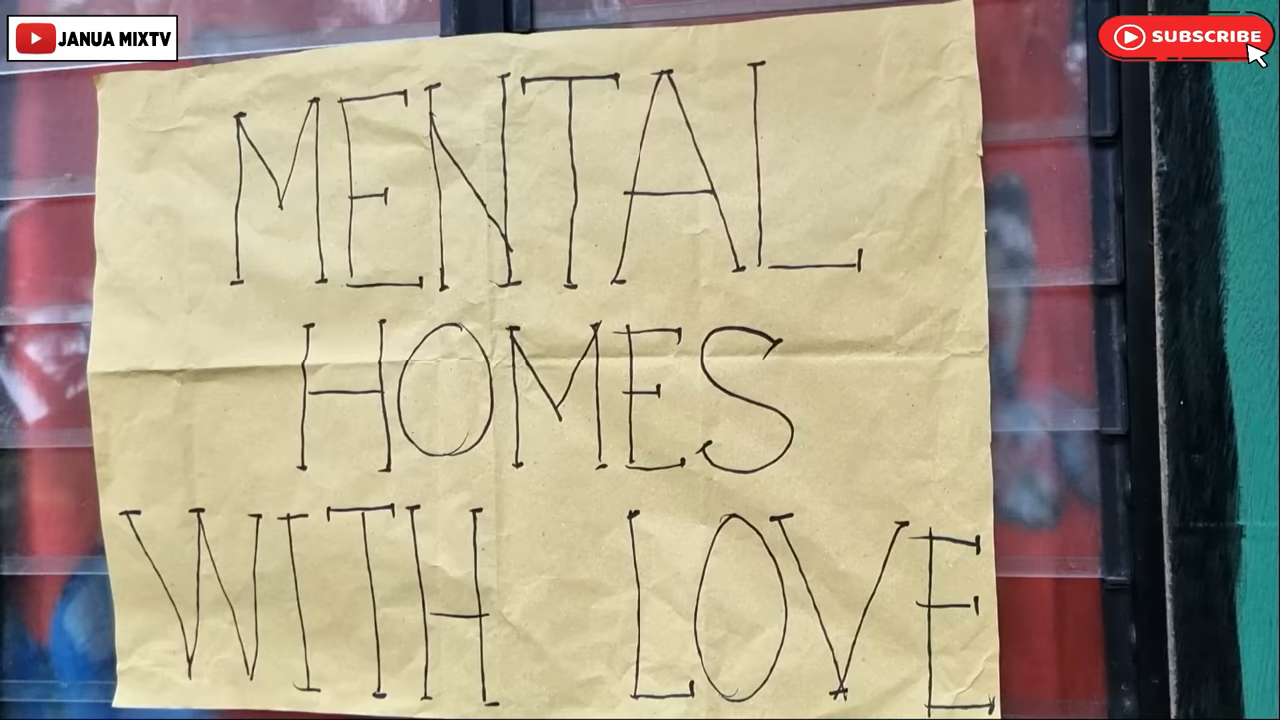 JANUA MIXTV
SUBSCRIBE
MENTAL
HOMES
WITH LOVE